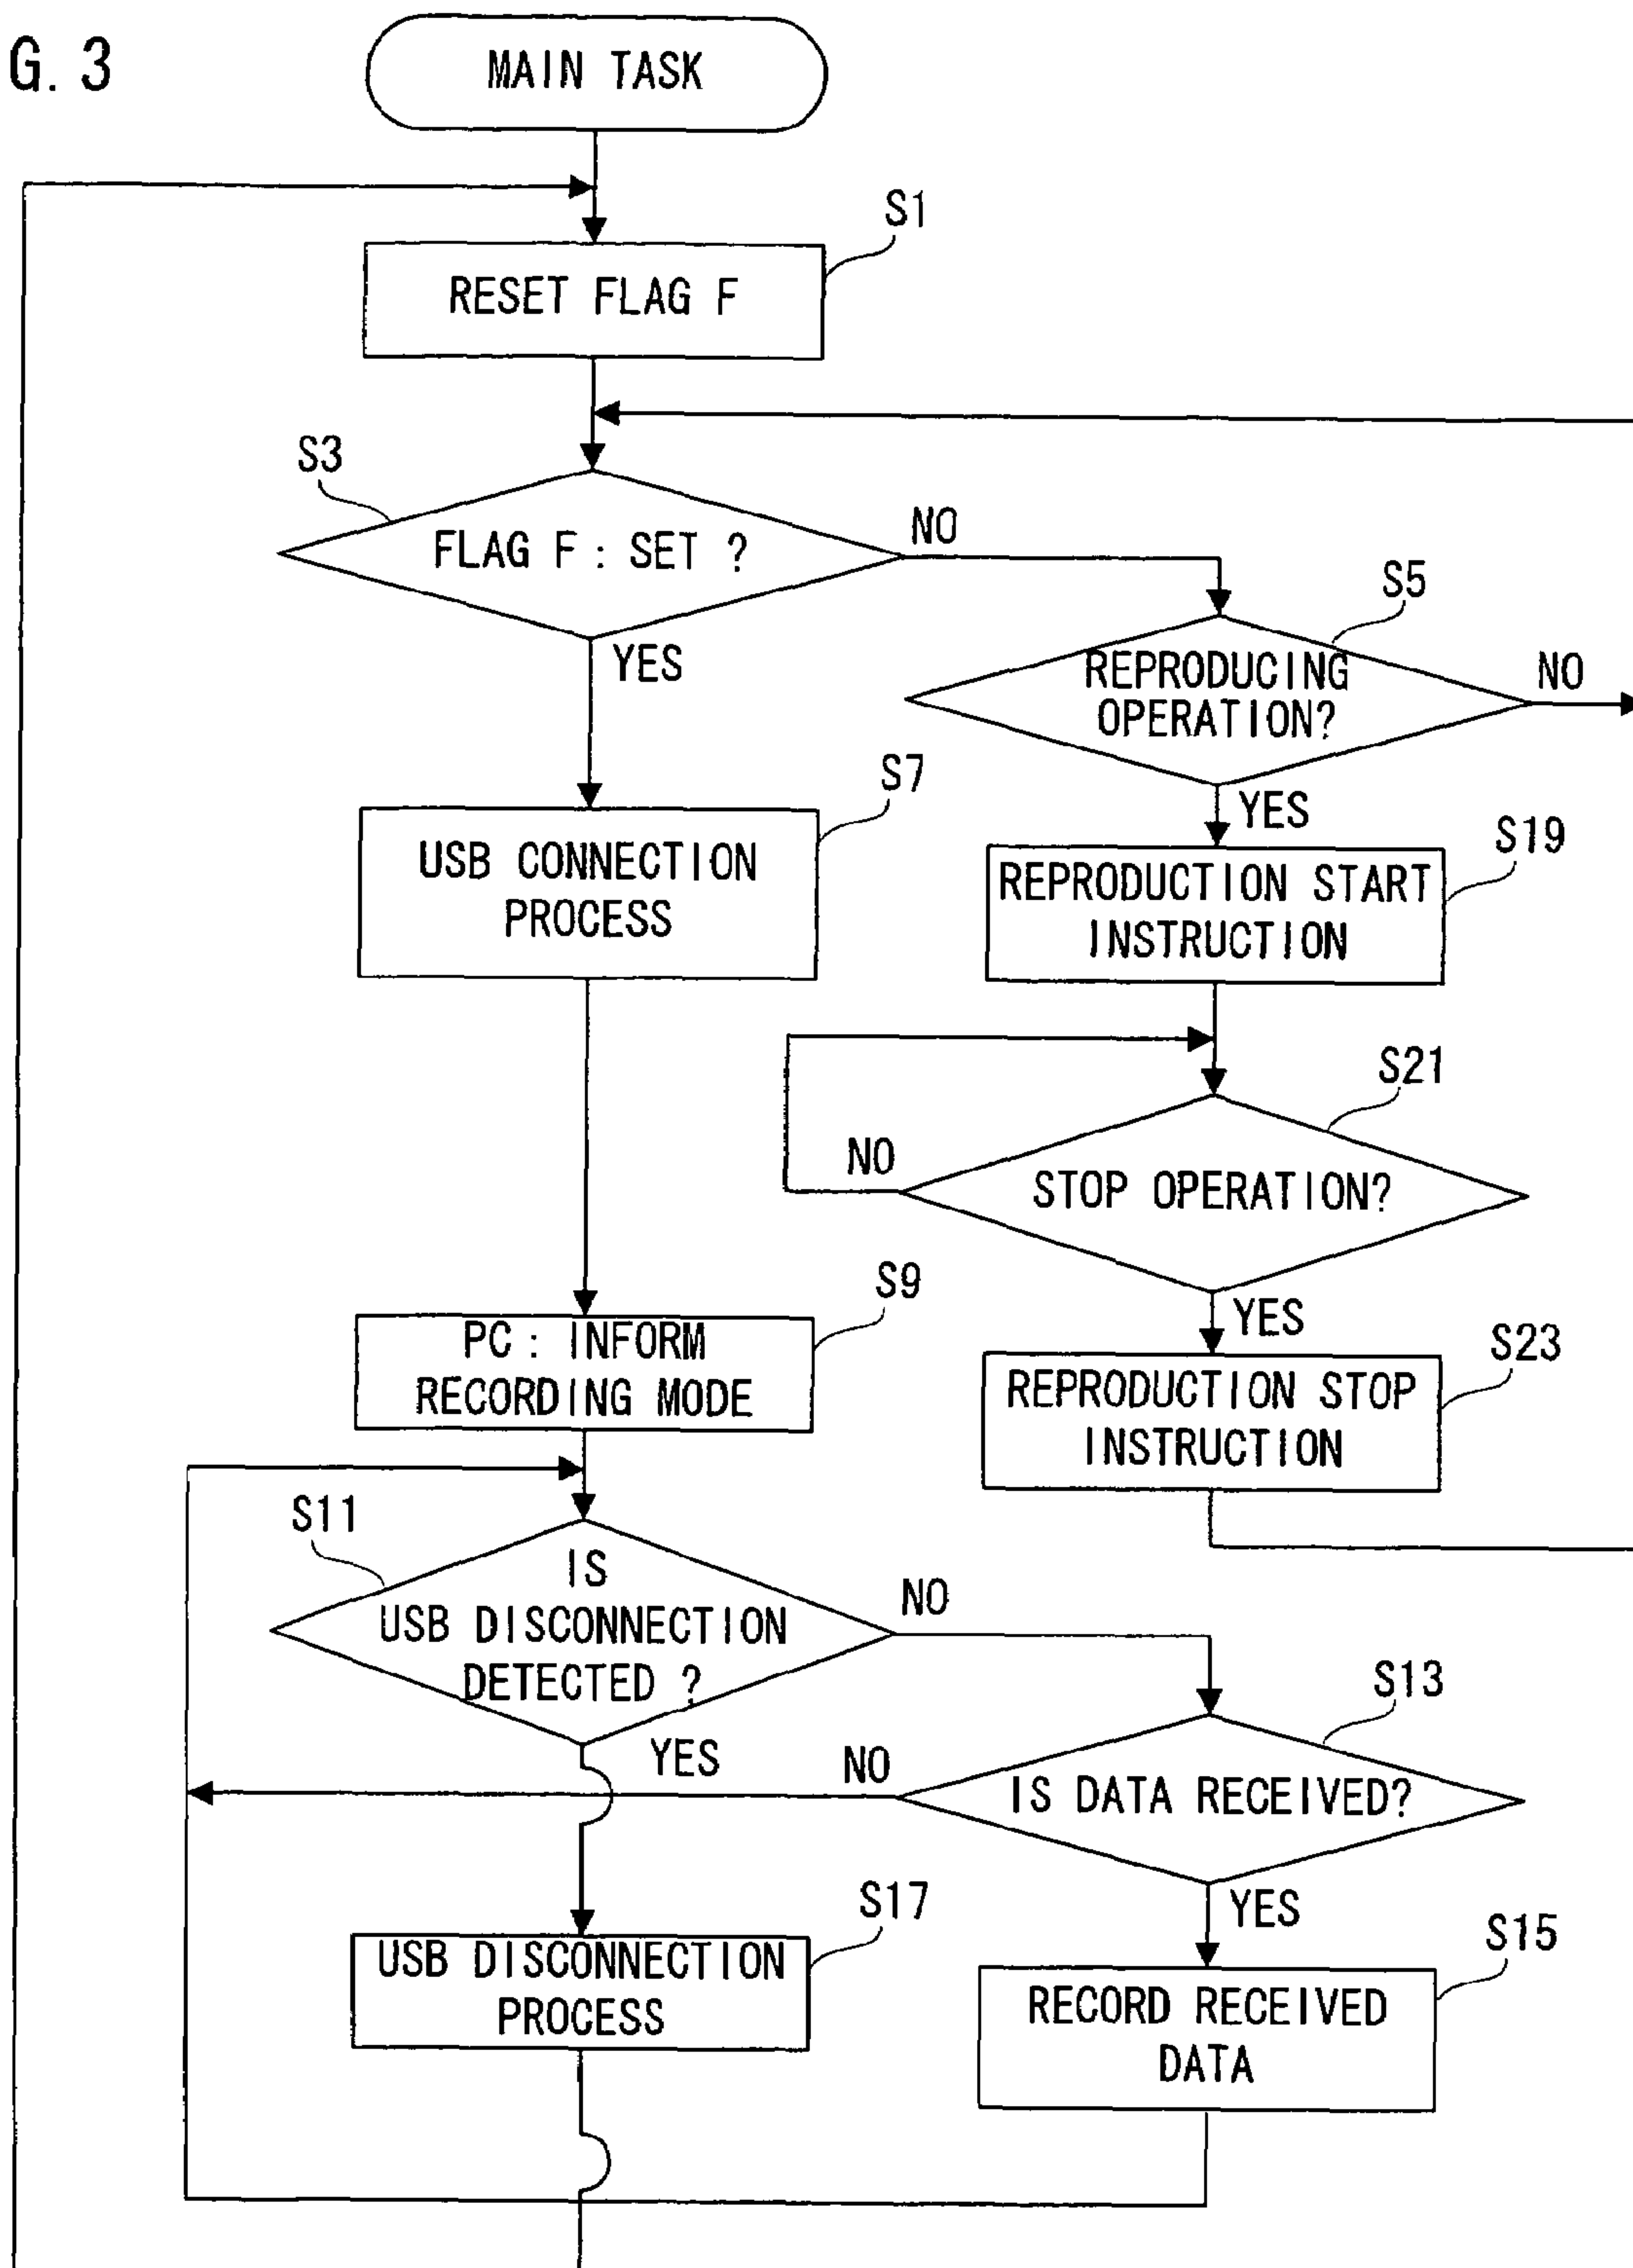 G. 3
MAIN TASK
S1
RESET FLAG F
S3
FLAG F : SET ?
NO
YES
S5
REPRODUCING
OPERATION?
NO
YES
S7
USB CONNECTION
PROCESS
S19
REPRODUCTION START
INSTRUCTION
S21
STOP OPERATION?
NO
YES
S9
PC : INFORM
RECORDING MODE
S23
REPRODUCTION STOP
INSTRUCTION
S11
IS
USB DISCONNECTION
DETECTED ?
NO
YES
S13
IS DATA RECEIVED?
NO
YES
S17
USB DISCONNECTION
PROCESS
S15
RECORD RECEIVED
DATA